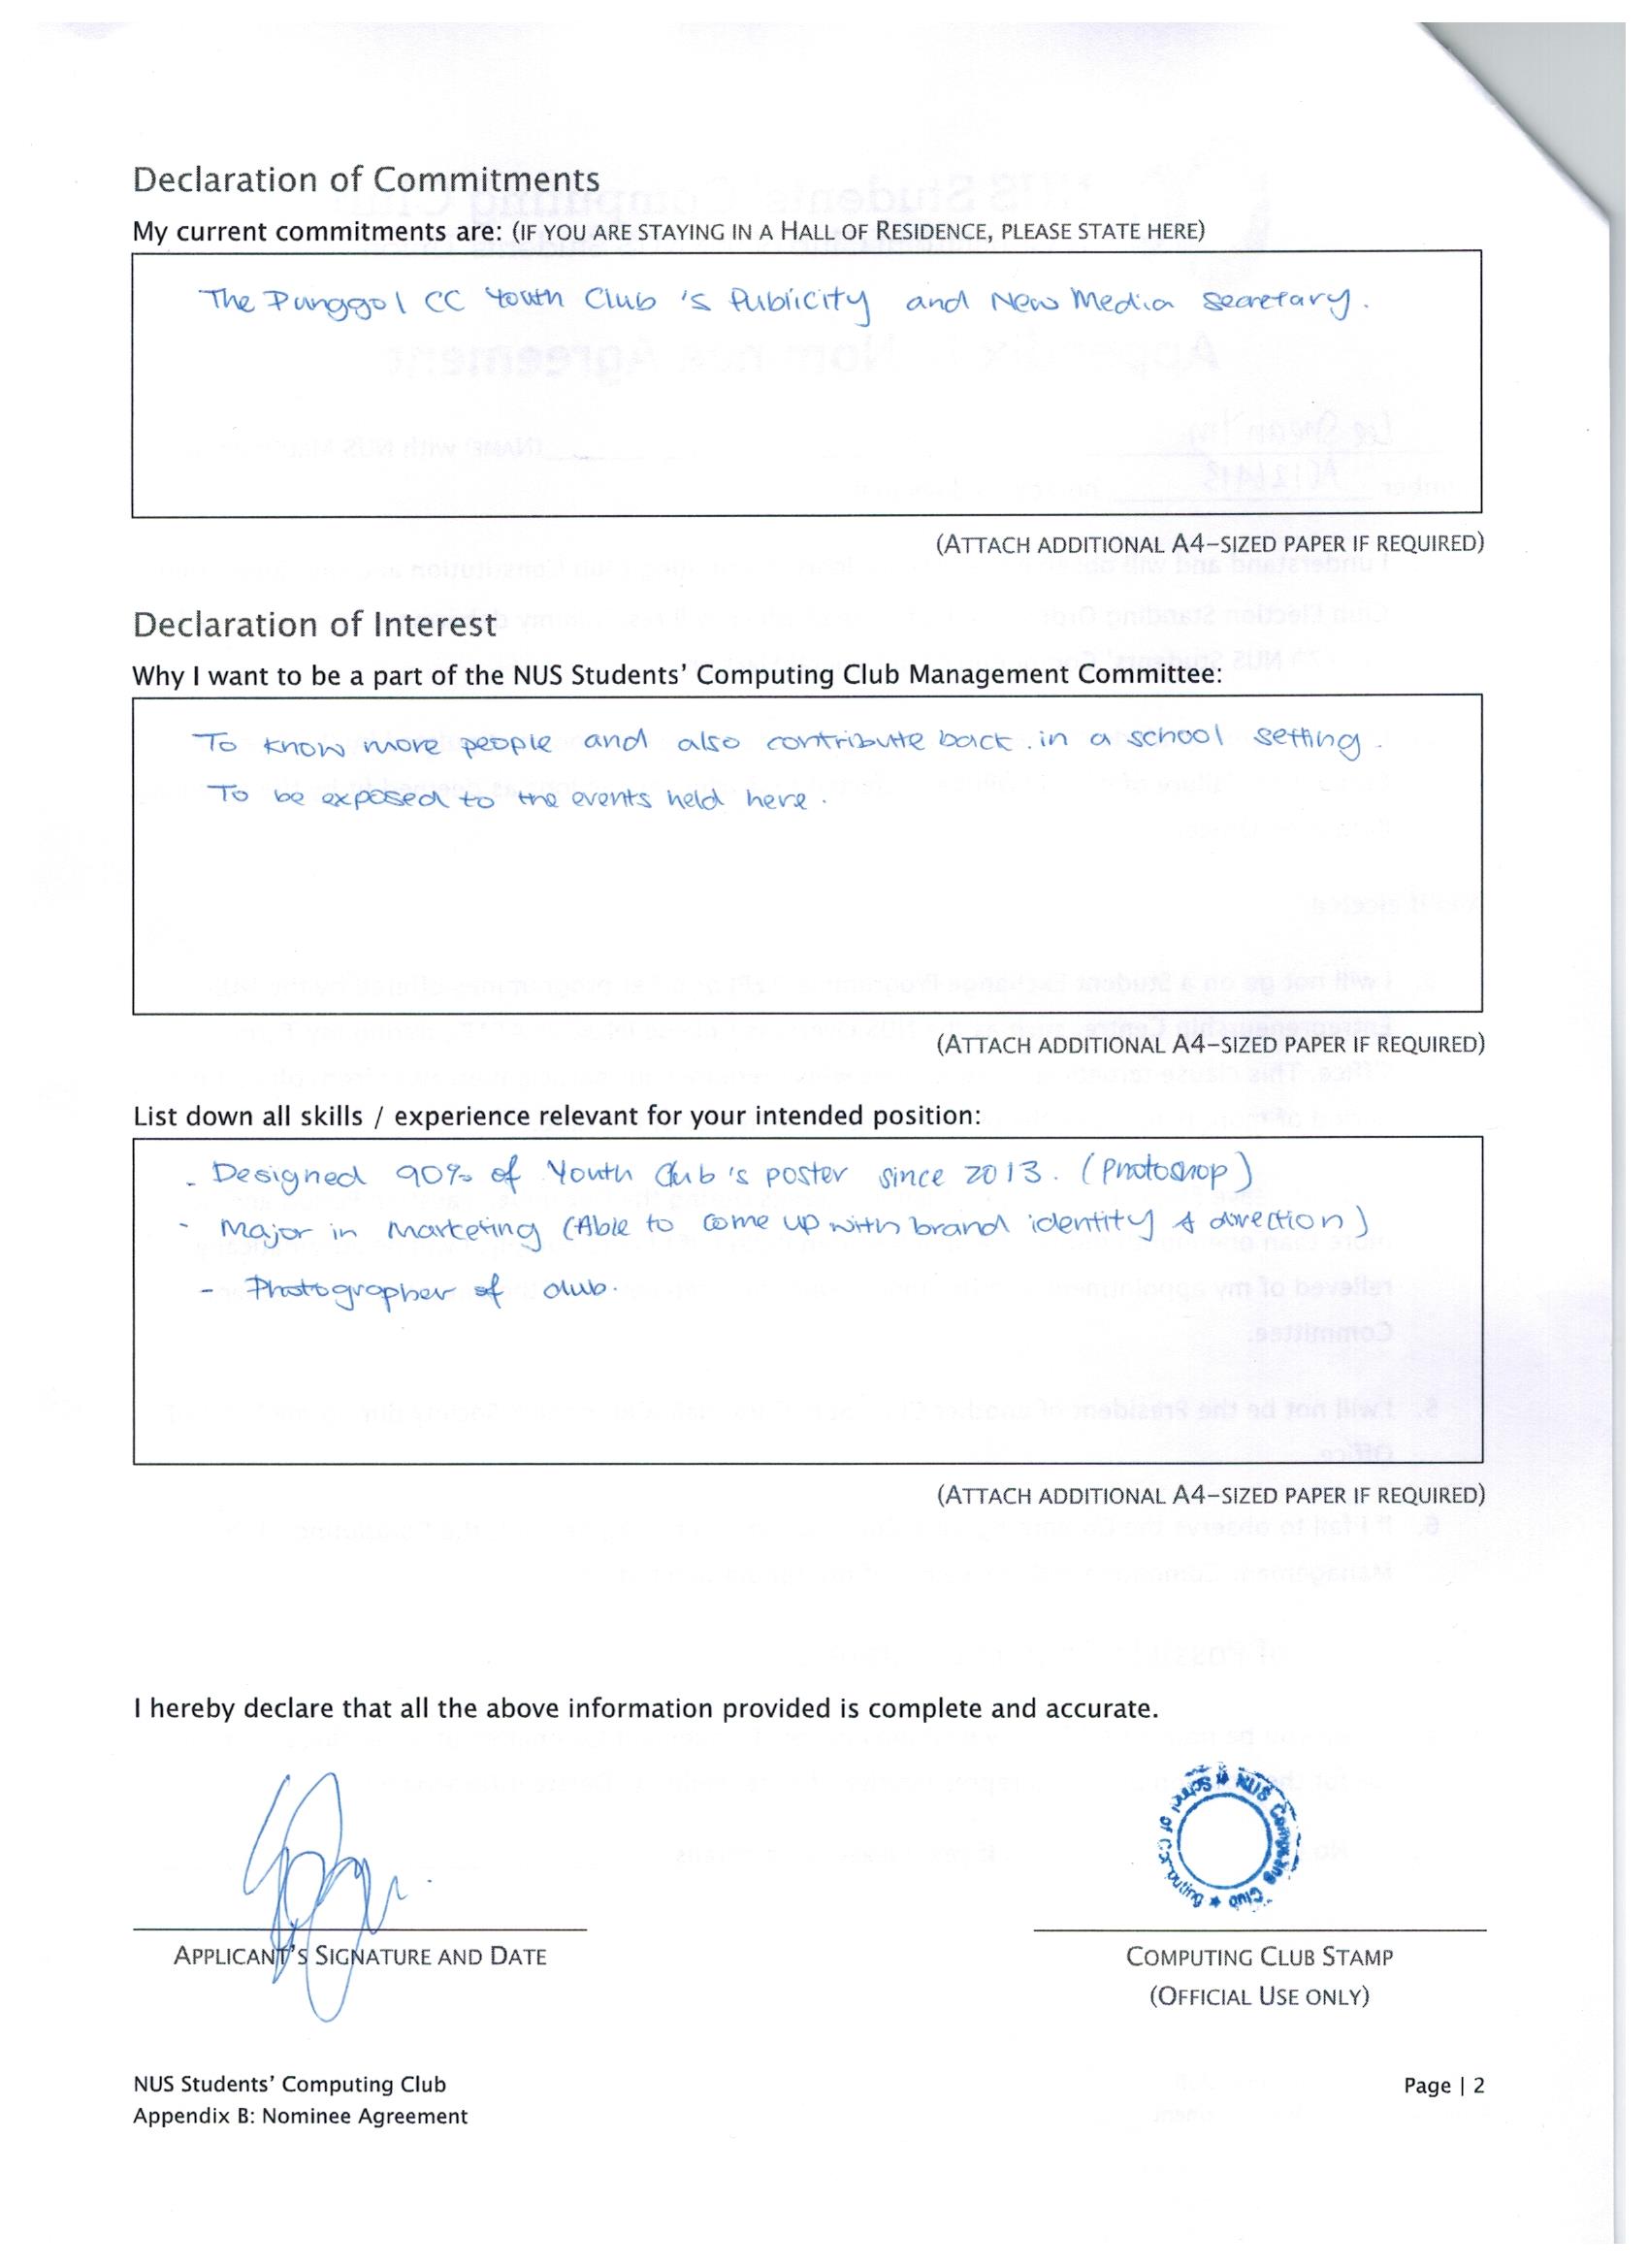 Declaration of Commitments
My current commitments are: (IF YOU ARE STAYING IN A HALL OF RESIDENCE, PLEASE STATE HERE)
The Punggol CC Youth Club's Publicity and New Media Secretary.
(ATTACH ADDITIONAL A4-SIZED PAPER IF REQUIRED)
Declaration of Interest
Why I want to be a part of the NUS Students' Computing Club Management Committee:
To know more people and also contribute back in a school setting.
To be exposed to the events held here.
(ATTACH ADDITIONAL A4-SIZED PAPER IF REQUIRED)
List down all skills / experience relevant for your intended position:
- Designed 90% of Youth Club's poster since 2013. (Photoshop)
- Major in Marketing (Able to come up with brand identity & direction)
- Photographer of club.
(ATTACH ADDITIONAL A4-SIZED PAPER IF REQUIRED)
I hereby declare that all the above information provided is complete and accurate.
NUS Computing Club ★ School of Computing ★
APPLICANT'S SIGNATURE AND DATE
COMPUTING CLUB STAMP
(OFFICIAL USE ONLY)
NUS Students' Computing Club
Page | 2
Appendix B: Nominee Agreement